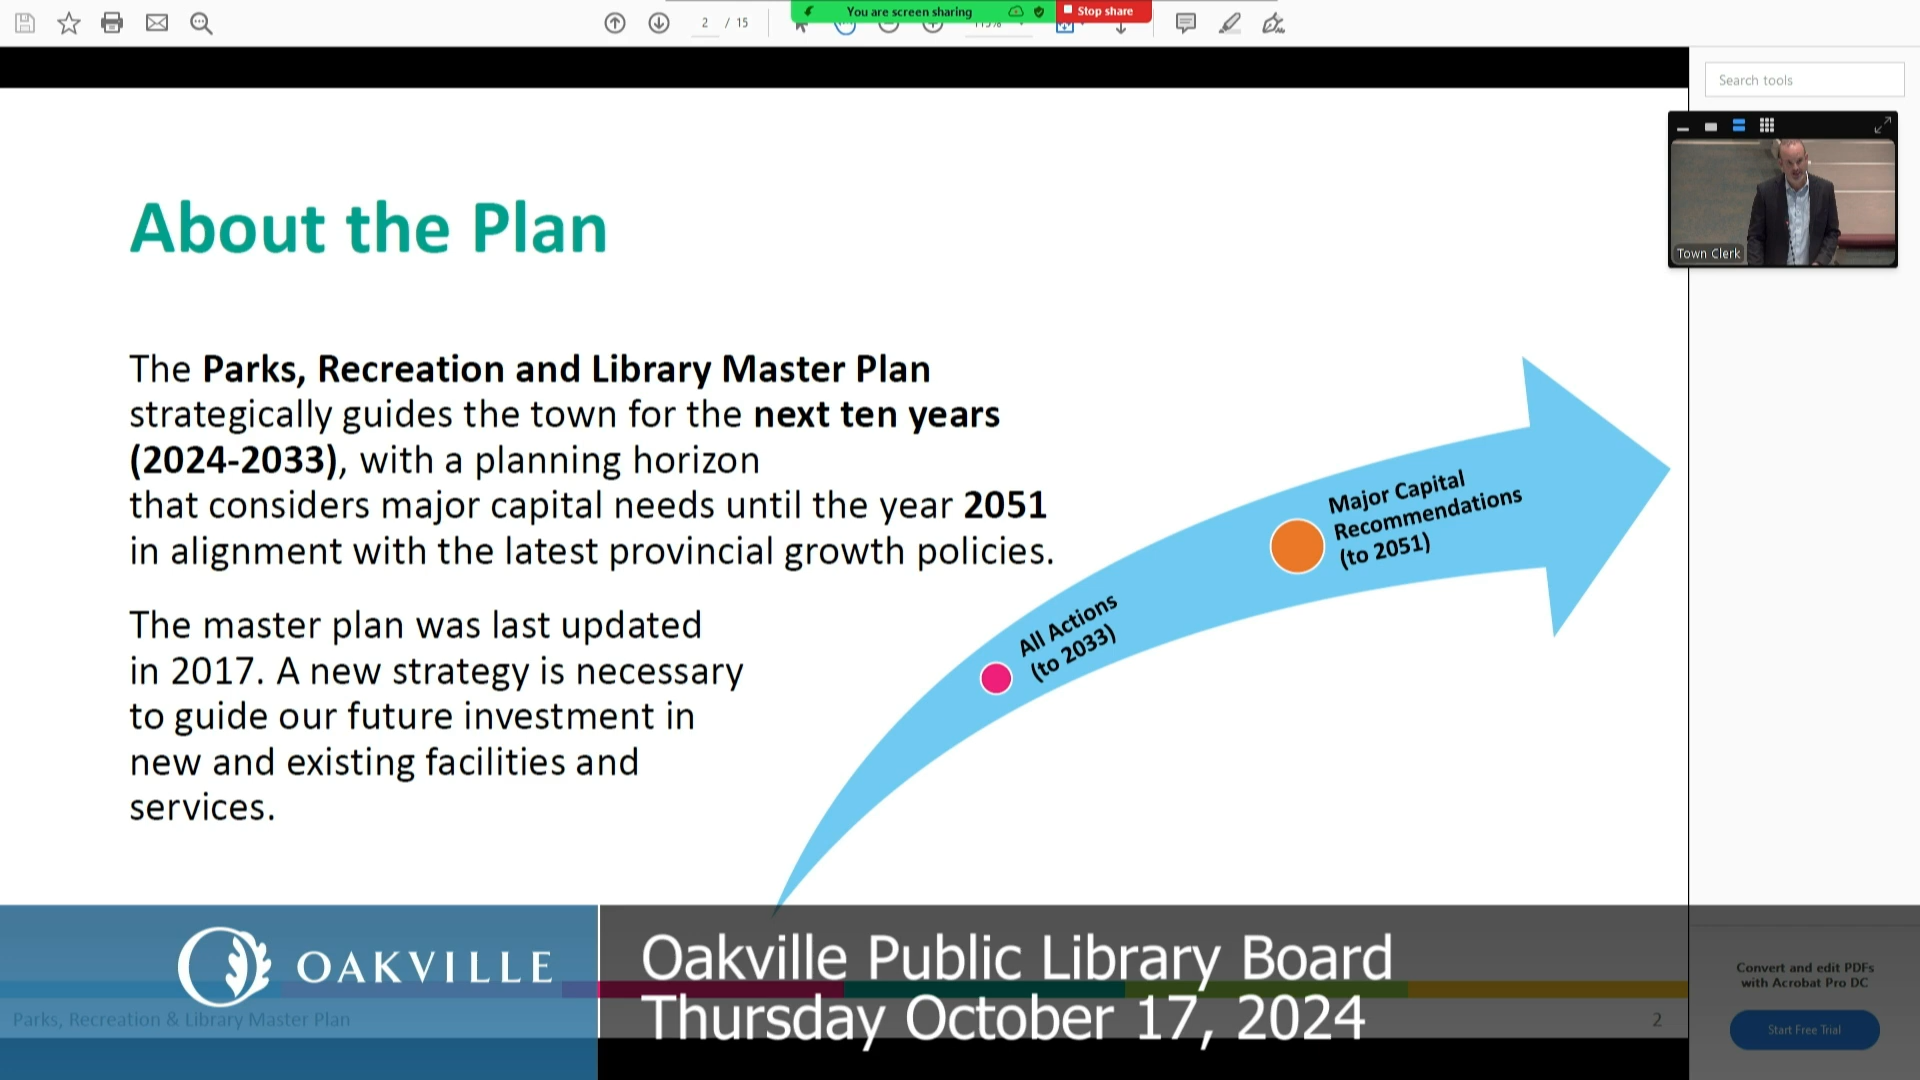 2 / 15
You are screen sharing
Stop share
Search tools
Town Clerk
About the Plan
The Parks, Recreation and Library Master Plan
strategically guides the town for the next ten years
(2024-2033), with a planning horizon
that considers major capital needs until the year 2051
in alignment with the latest provincial growth policies.
The master plan was last updated
in 2017. A new strategy is necessary
to guide our future investment in
new and existing facilities and
services.
All Actions
(to 2033)
Major Capital
Recommendations
(to 2051)
OAKVILLE
Oakville Public Library Board
Thursday October 17, 2024
Parks, Recreation & Library Master Plan
2
Convert and edit PDFs
with Acrobat Pro DC
Start Free Trial